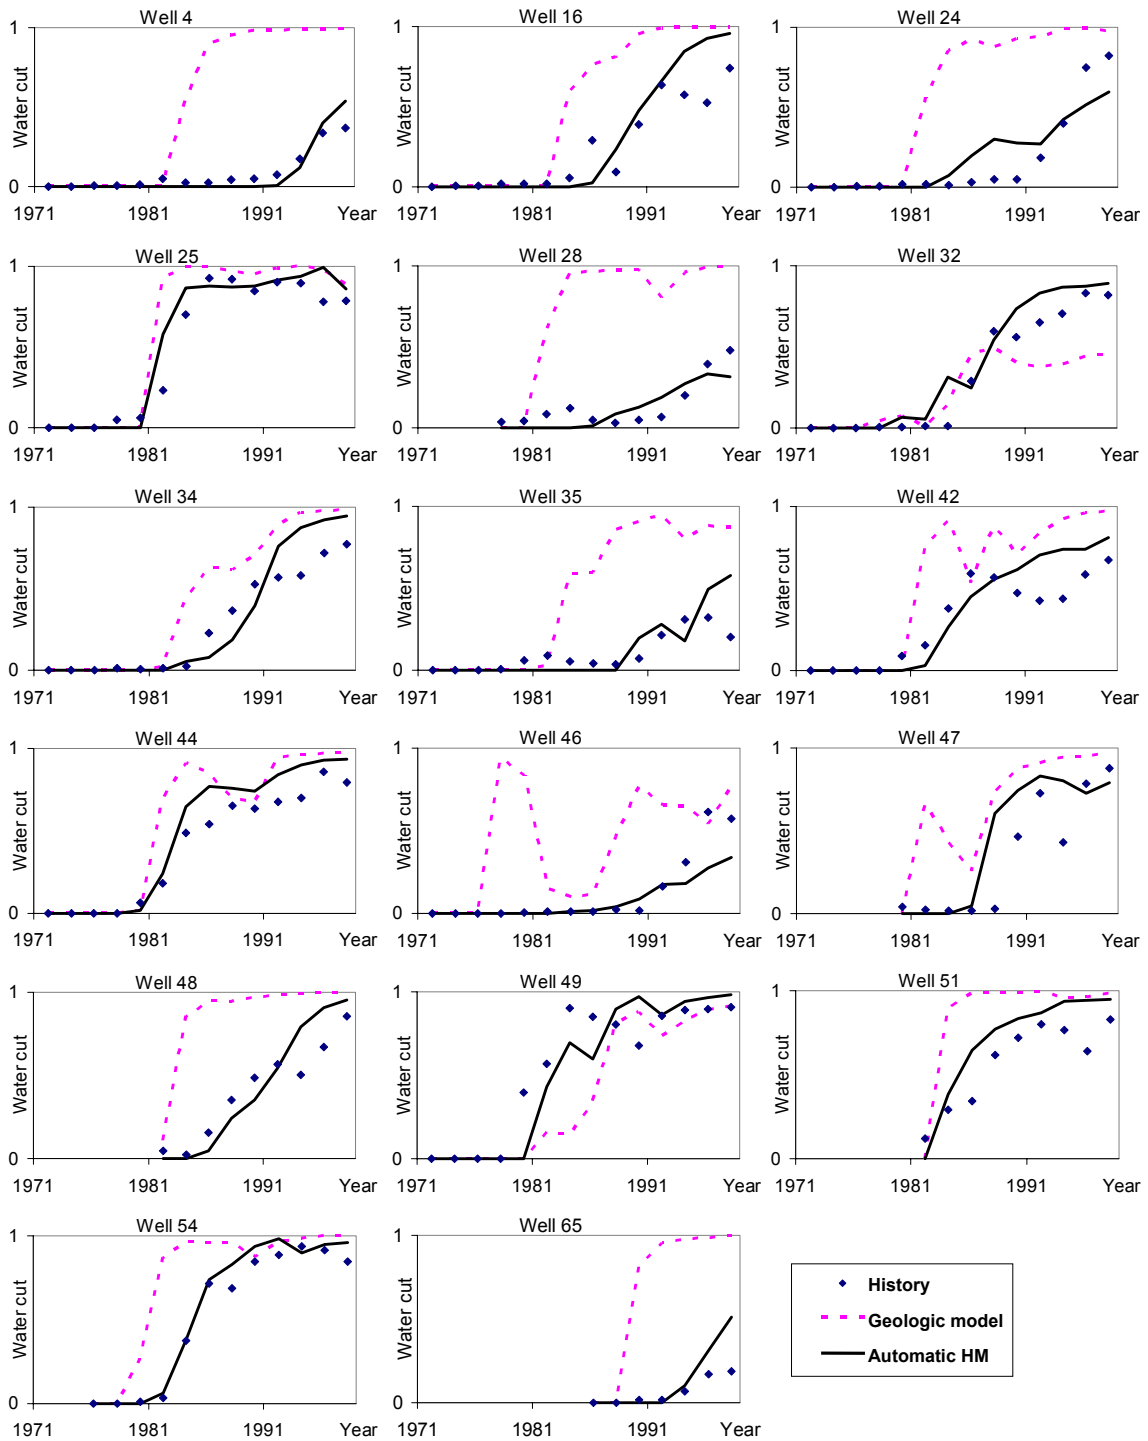 Well 4
1
Water cut
0
1971 1981 1991 Year
Well 16
1
Water cut
0
1971 1981 1991 Year
Well 24
1
Water cut
0
1971 1981 1991 Year
Well 25
1
Water cut
0
1971 1981 1991 Year
Well 28
1
Water cut
0
1971 1981 1991 Year
Well 32
1
Water cut
0
1971 1981 1991 Year
Well 34
1
Water cut
0
1971 1981 1991 Year
Well 35
1
Water cut
0
1971 1981 1991 Year
Well 42
1
Water cut
0
1971 1981 1991 Year
Well 44
1
Water cut
0
1971 1981 1991 Year
Well 46
1
Water cut
0
1971 1981 1991 Year
Well 47
1
Water cut
0
1971 1981 1991 Year
Well 48
1
Water cut
0
1971 1981 1991 Year
Well 49
1
Water cut
0
1971 1981 1991 Year
Well 51
1
Water cut
0
1971 1981 1991 Year
Well 54
1
Water cut
0
1971 1981 1991 Year
Well 65
1
Water cut
0
1971 1981 1991 Year
History
Geologic model
Automatic HM